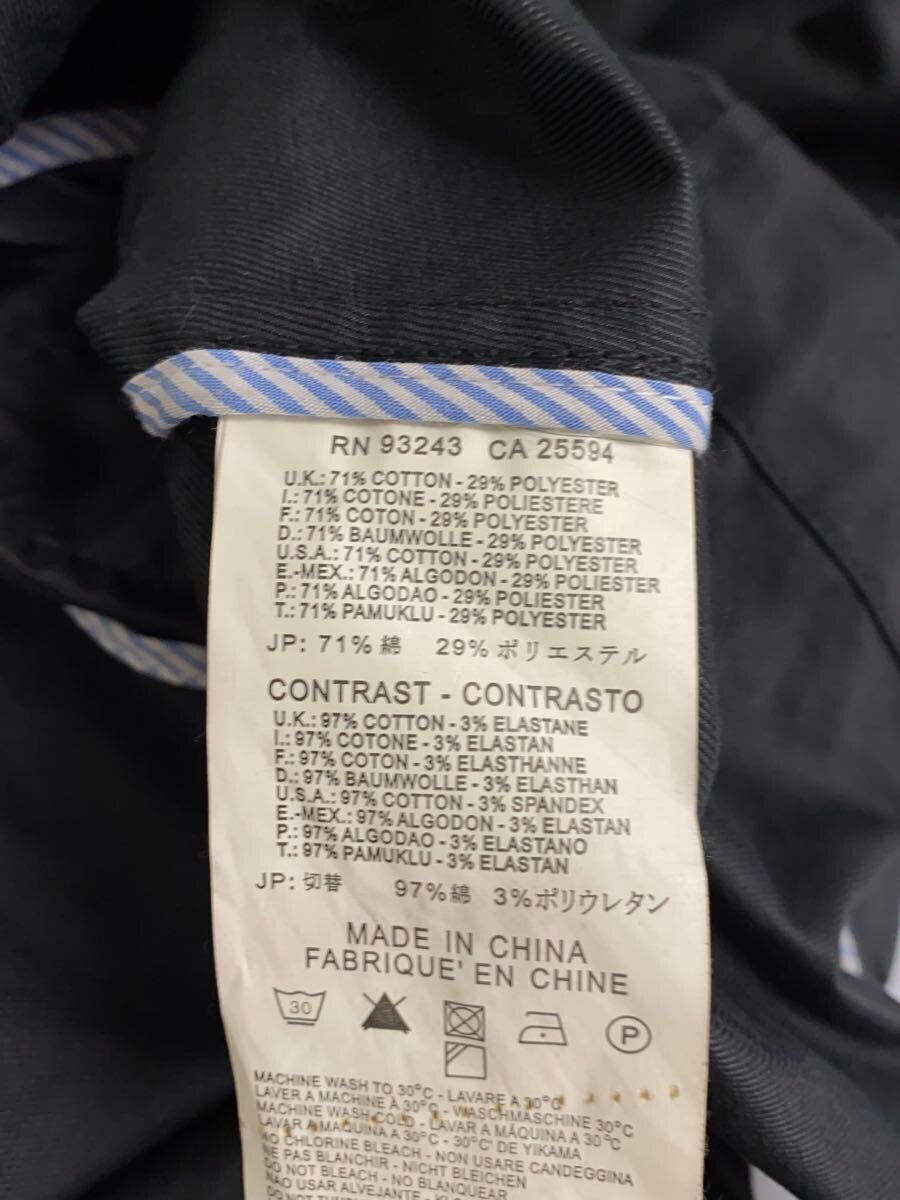 RN 93243 CA 25594
U.K.: 71% COTTON - 29% POLYESTER
I.: 71% COTONE - 29% POLIESTERE
F.: 71% COTON - 29% POLYESTER
D.: 71% BAUMWOLLE - 29% POLYESTER
U.S.A.: 71% COTTON - 29% POLYESTER
E.-MEX.: 71% ALGODON - 29% POLIESTER
P.: 71% ALGODAO - 29% POLIESTER
T.: 71% PAMUKLU - 29% POLYESTER
JP: 71% 綿 29% ポリエステル
CONTRAST - CONTRASTO
U.K.: 97% COTTON - 3% ELASTANE
I.: 97% COTONE - 3% ELASTAN
F.: 97% COTON - 3% ELASTHANNE
D.: 97% BAUMWOLLE - 3% ELASTHAN
U.S.A.: 97% COTTON - 3% SPANDEX
E.-MEX.: 97% ALGODON - 3% ELASTAN
P.: 97% ALGODAO - 3% ELASTANO
T.: 97% PAMUKLU - 3% ELASTAN
JP: 切替 97% 綿 3% ポリウレタン
MADE IN CHINA
FABRIQUE' EN CHINE
30 P
MACHINE WASH TO 30°C - LAVARE A 30°C
LAVER A MACHINE À 30°C - WASCHMASCHINE 30°C
MACHINE WASH COLD - LAVAR A MÁQUINA A 30°C
LAVAR A MAQUINA A 30°C - 30°C' DE YIKAMA
NO CHLORINE BLEACH - NON USARE CANDEGGINA
NE PAS BLANCHIR - NICHT BLEICHEN
DO NOT BLEACH - NO BLANQUEAR
NAO USAR ALVEJANTE
DO NOT